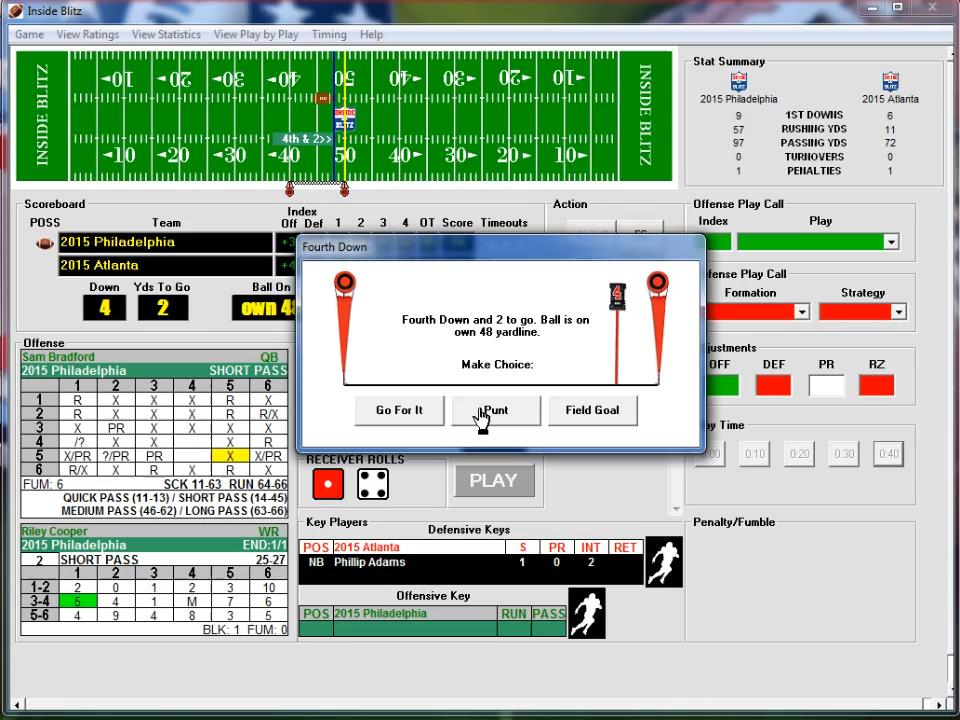 Inside Blitz
Game View Ratings View Statistics View Play by Play Timing Help
INSIDE BLITZ
10 20 30 40 50 40 30 20 10
4th & 2>>
INSIDE BLITZ
10 20 30 40 50 40 30 20 10
INSIDE BLITZ
Stat Summary
2015 Philadelphia 2015 Atlanta
9 1ST DOWNS 6
57 RUSHING YDS 11
97 PASSING YDS 72
0 TURNOVERS 0
1 PENALTIES 1
Scoreboard
POSS Team Index Off Def 1 2 3 4 OT Score Timeouts
2015 Philadelphia
2015 Atlanta
Down Yds To Go Ball On
4 2 own 48
Action
Offense Play Call
Index Play
Formation Strategy
OFF DEF PR RZ
0:10 0:20 0:30 0:40
Fourth Down
4
Fourth Down and 2 to go. Ball is on
own 48 yardline.
Make Choice:
Go For It Punt Field Goal
Offense
Sam Bradford QB
2015 Philadelphia SHORT PASS
1 2 3 4 5 6
1 R X X X R X
2 R X X X X R/X
3 X PR X X X X
4 /? X X X R
5 X/PR ?/PR PR X X/PR
6 R/X X R X R X
FUM: 6 SCK 11-63 RUN 64-66
QUICK PASS (11-13) / SHORT PASS (14-45)
MEDIUM PASS (46-62) / LONG PASS (63-66)
Riley Cooper WR
2015 Philadelphia END:1/1
2 SHORT PASS 25-27
1 2 3 4 5 6
1-2 2 0 1 2 3 10
3-4 5 4 1 M 7 6
5-6 4 9 4 8 3 5
BLK: 1 FUM: 0
RECEIVER ROLLS
PLAY
Key Players
Defensive Keys
POS 2015 Atlanta S PR INT RET
NB Phillip Adams 1 0 2
Offensive Key
POS 2015 Philadelphia RUN PASS
Penalty/Fumble